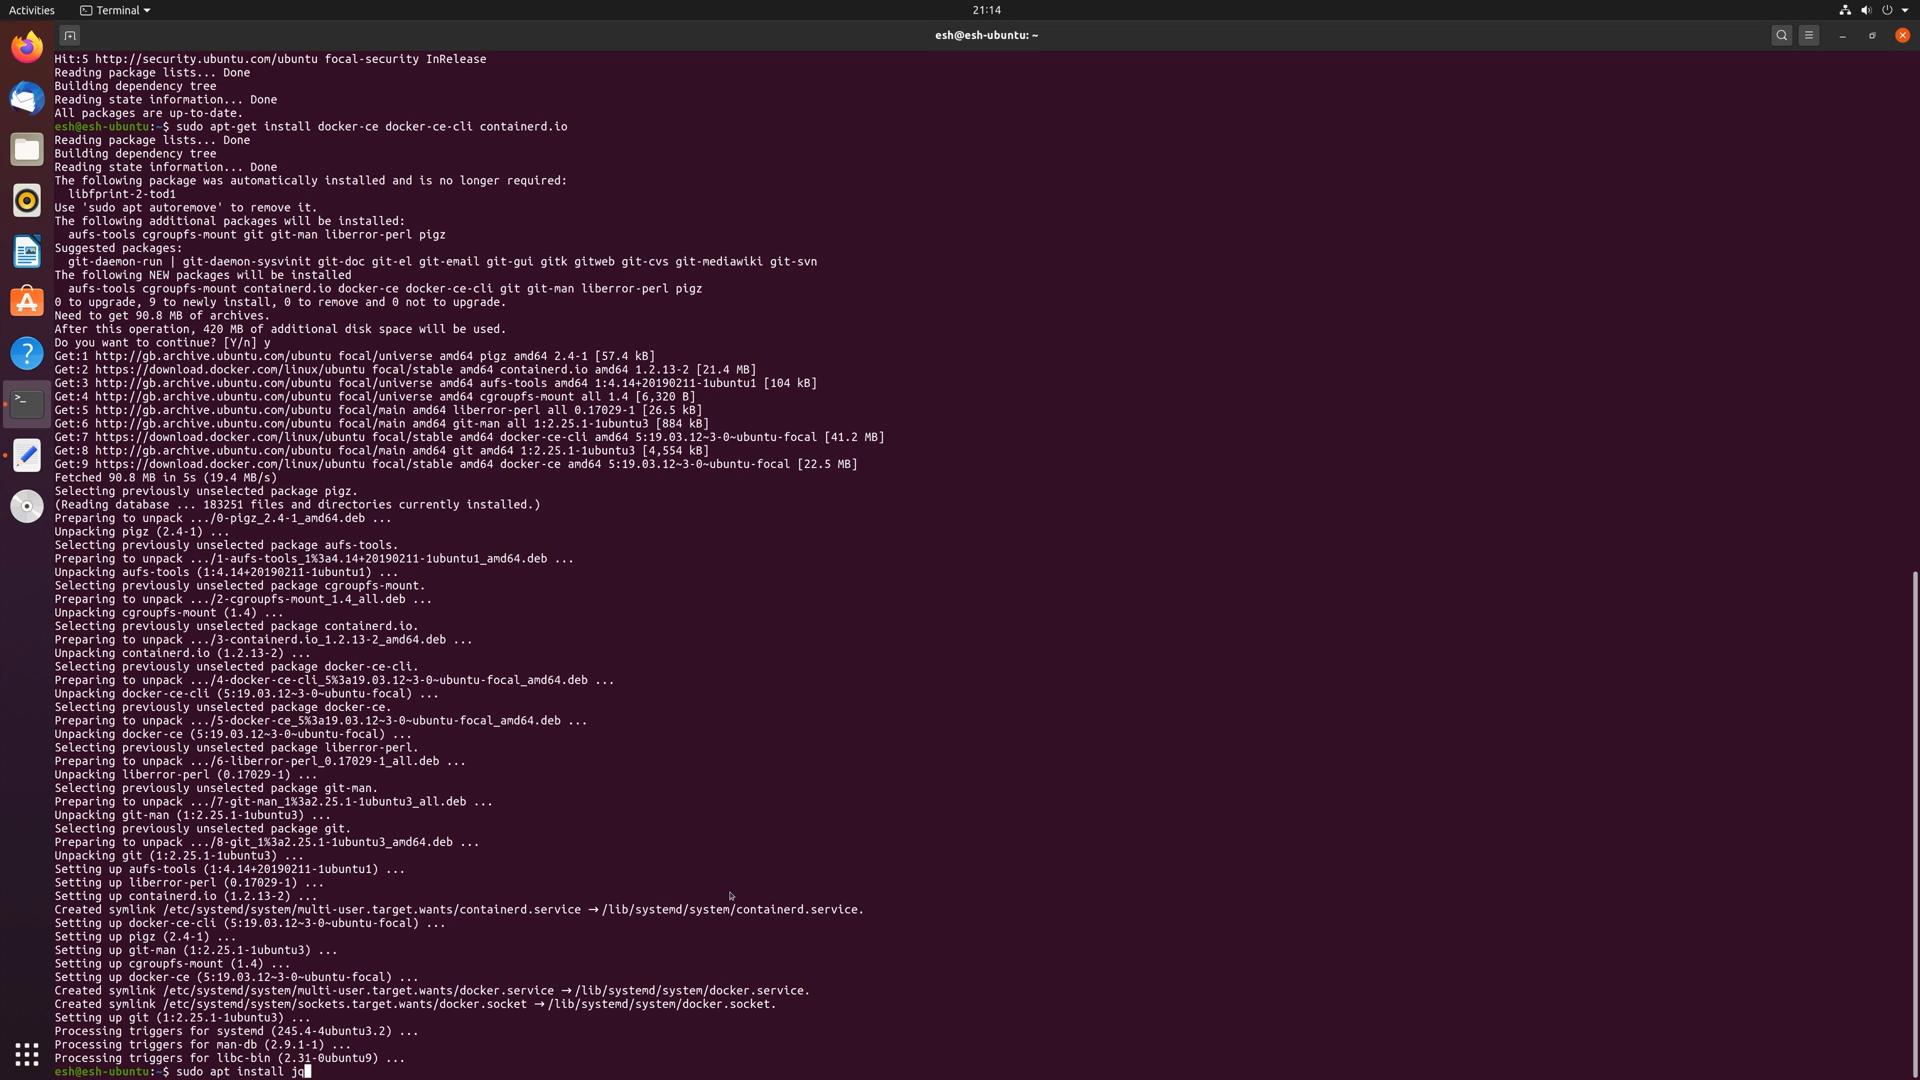 Activities
Terminal
21:14
esh@esh-ubuntu: ~
Hit:5 http://security.ubuntu.com/ubuntu focal-security InRelease
Reading package lists... Done
Building dependency tree
Reading state information... Done
All packages are up-to-date.
esh@esh-ubuntu:~$ sudo apt-get install docker-ce docker-ce-cli containerd.io
Reading package lists... Done
Building dependency tree
Reading state information... Done
The following package was automatically installed and is no longer required:
  libfprint-2-tod1
Use 'sudo apt autoremove' to remove it.
The following additional packages will be installed:
  aufs-tools cgroupfs-mount git git-man liberror-perl pigz
Suggested packages:
  git-daemon-run | git-daemon-sysvinit git-doc git-el git-email git-gui gitk gitweb git-cvs git-mediawiki git-svn
The following NEW packages will be installed
  aufs-tools cgroupfs-mount containerd.io docker-ce docker-ce-cli git git-man liberror-perl pigz
0 to upgrade, 9 to newly install, 0 to remove and 0 not to upgrade.
Need to get 90.8 MB of archives.
After this operation, 420 MB of additional disk space will be used.
Do you want to continue? [Y/n] y
Get:1 http://gb.archive.ubuntu.com/ubuntu focal/universe amd64 pigz amd64 2.4-1 [57.4 kB]
Get:2 https://download.docker.com/linux/ubuntu focal/stable amd64 containerd.io amd64 1.2.13-2 [21.4 MB]
Get:3 http://gb.archive.ubuntu.com/ubuntu focal/universe amd64 aufs-tools amd64 1:4.14+20190211-1ubuntu1 [104 kB]
Get:4 http://gb.archive.ubuntu.com/ubuntu focal/universe amd64 cgroupfs-mount all 1.4 [6,320 B]
Get:5 http://gb.archive.ubuntu.com/ubuntu focal/main amd64 liberror-perl all 0.17029-1 [26.5 kB]
Get:6 http://gb.archive.ubuntu.com/ubuntu focal/main amd64 git-man all 1:2.25.1-1ubuntu3 [884 kB]
Get:7 https://download.docker.com/linux/ubuntu focal/stable amd64 docker-ce-cli amd64 5:19.03.12~3-0~ubuntu-focal [41.2 MB]
Get:8 http://gb.archive.ubuntu.com/ubuntu focal/main amd64 git amd64 1:2.25.1-1ubuntu3 [4,554 kB]
Get:9 https://download.docker.com/linux/ubuntu focal/stable amd64 docker-ce amd64 5:19.03.12~3-0~ubuntu-focal [22.5 MB]
Fetched 90.8 MB in 5s (19.4 MB/s)
Selecting previously unselected package pigz.
(Reading database ... 183251 files and directories currently installed.)
Preparing to unpack .../0-pigz_2.4-1_amd64.deb ...
Unpacking pigz (2.4-1) ...
Selecting previously unselected package aufs-tools.
Preparing to unpack .../1-aufs-tools_1%3a4.14+20190211-1ubuntu1_amd64.deb ...
Unpacking aufs-tools (1:4.14+20190211-1ubuntu1) ...
Selecting previously unselected package cgroupfs-mount.
Preparing to unpack .../2-cgroupfs-mount_1.4_all.deb ...
Unpacking cgroupfs-mount (1.4) ...
Selecting previously unselected package containerd.io.
Preparing to unpack .../3-containerd.io_1.2.13-2_amd64.deb ...
Unpacking containerd.io (1.2.13-2) ...
Selecting previously unselected package docker-ce-cli.
Preparing to unpack .../4-docker-ce-cli_5%3a19.03.12~3-0~ubuntu-focal_amd64.deb ...
Unpacking docker-ce-cli (5:19.03.12~3-0~ubuntu-focal) ...
Selecting previously unselected package docker-ce.
Preparing to unpack .../5-docker-ce_5%3a19.03.12~3-0~ubuntu-focal_amd64.deb ...
Unpacking docker-ce (5:19.03.12~3-0~ubuntu-focal) ...
Selecting previously unselected package liberror-perl.
Preparing to unpack .../6-liberror-perl_0.17029-1_all.deb ...
Unpacking liberror-perl (0.17029-1) ...
Selecting previously unselected package git-man.
Preparing to unpack .../7-git-man_1%3a2.25.1-1ubuntu3_all.deb ...
Unpacking git-man (1:2.25.1-1ubuntu3) ...
Selecting previously unselected package git.
Preparing to unpack .../8-git_1%3a2.25.1-1ubuntu3_amd64.deb ...
Unpacking git (1:2.25.1-1ubuntu3) ...
Setting up aufs-tools (1:4.14+20190211-1ubuntu1) ...
Setting up liberror-perl (0.17029-1) ...
Setting up containerd.io (1.2.13-2) ...
Created symlink /etc/systemd/system/multi-user.target.wants/containerd.service → /lib/systemd/system/containerd.service.
Setting up docker-ce-cli (5:19.03.12~3-0~ubuntu-focal) ...
Setting up pigz (2.4-1) ...
Setting up git-man (1:2.25.1-1ubuntu3) ...
Setting up cgroupfs-mount (1.4) ...
Setting up docker-ce (5:19.03.12~3-0~ubuntu-focal) ...
Created symlink /etc/systemd/system/multi-user.target.wants/docker.service → /lib/systemd/system/docker.service.
Created symlink /etc/systemd/system/sockets.target.wants/docker.socket → /lib/systemd/system/docker.socket.
Setting up git (1:2.25.1-1ubuntu3) ...
Processing triggers for systemd (245.4-4ubuntu3.2) ...
Processing triggers for man-db (2.9.1-1) ...
Processing triggers for libc-bin (2.31-0ubuntu9) ...
esh@esh-ubuntu:~$ sudo apt install jq